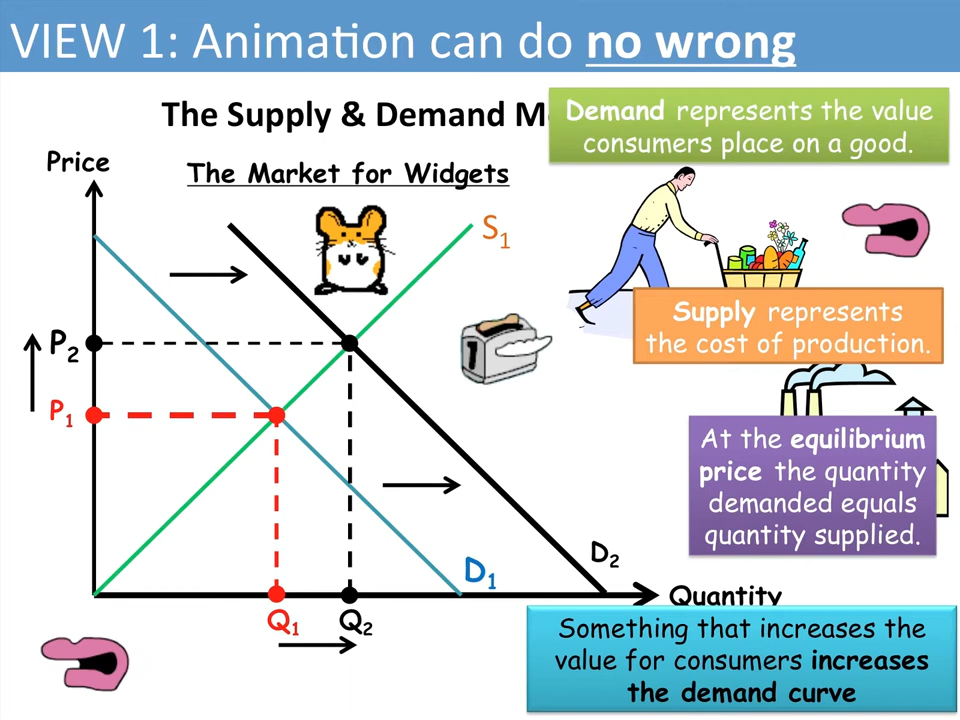 VIEW 1: Animation can do no wrong
The Supply & Demand M
Demand represents the value
consumers place on a good.
Price
The Market for Widgets
S1
Supply represents
the cost of production.
P2
1
P1
At the equilibrium
price the quantity
demanded equals
quantity supplied.
D2
D1
Quantity
Q1
Q2
Something that increases the
value for consumers increases
the demand curve